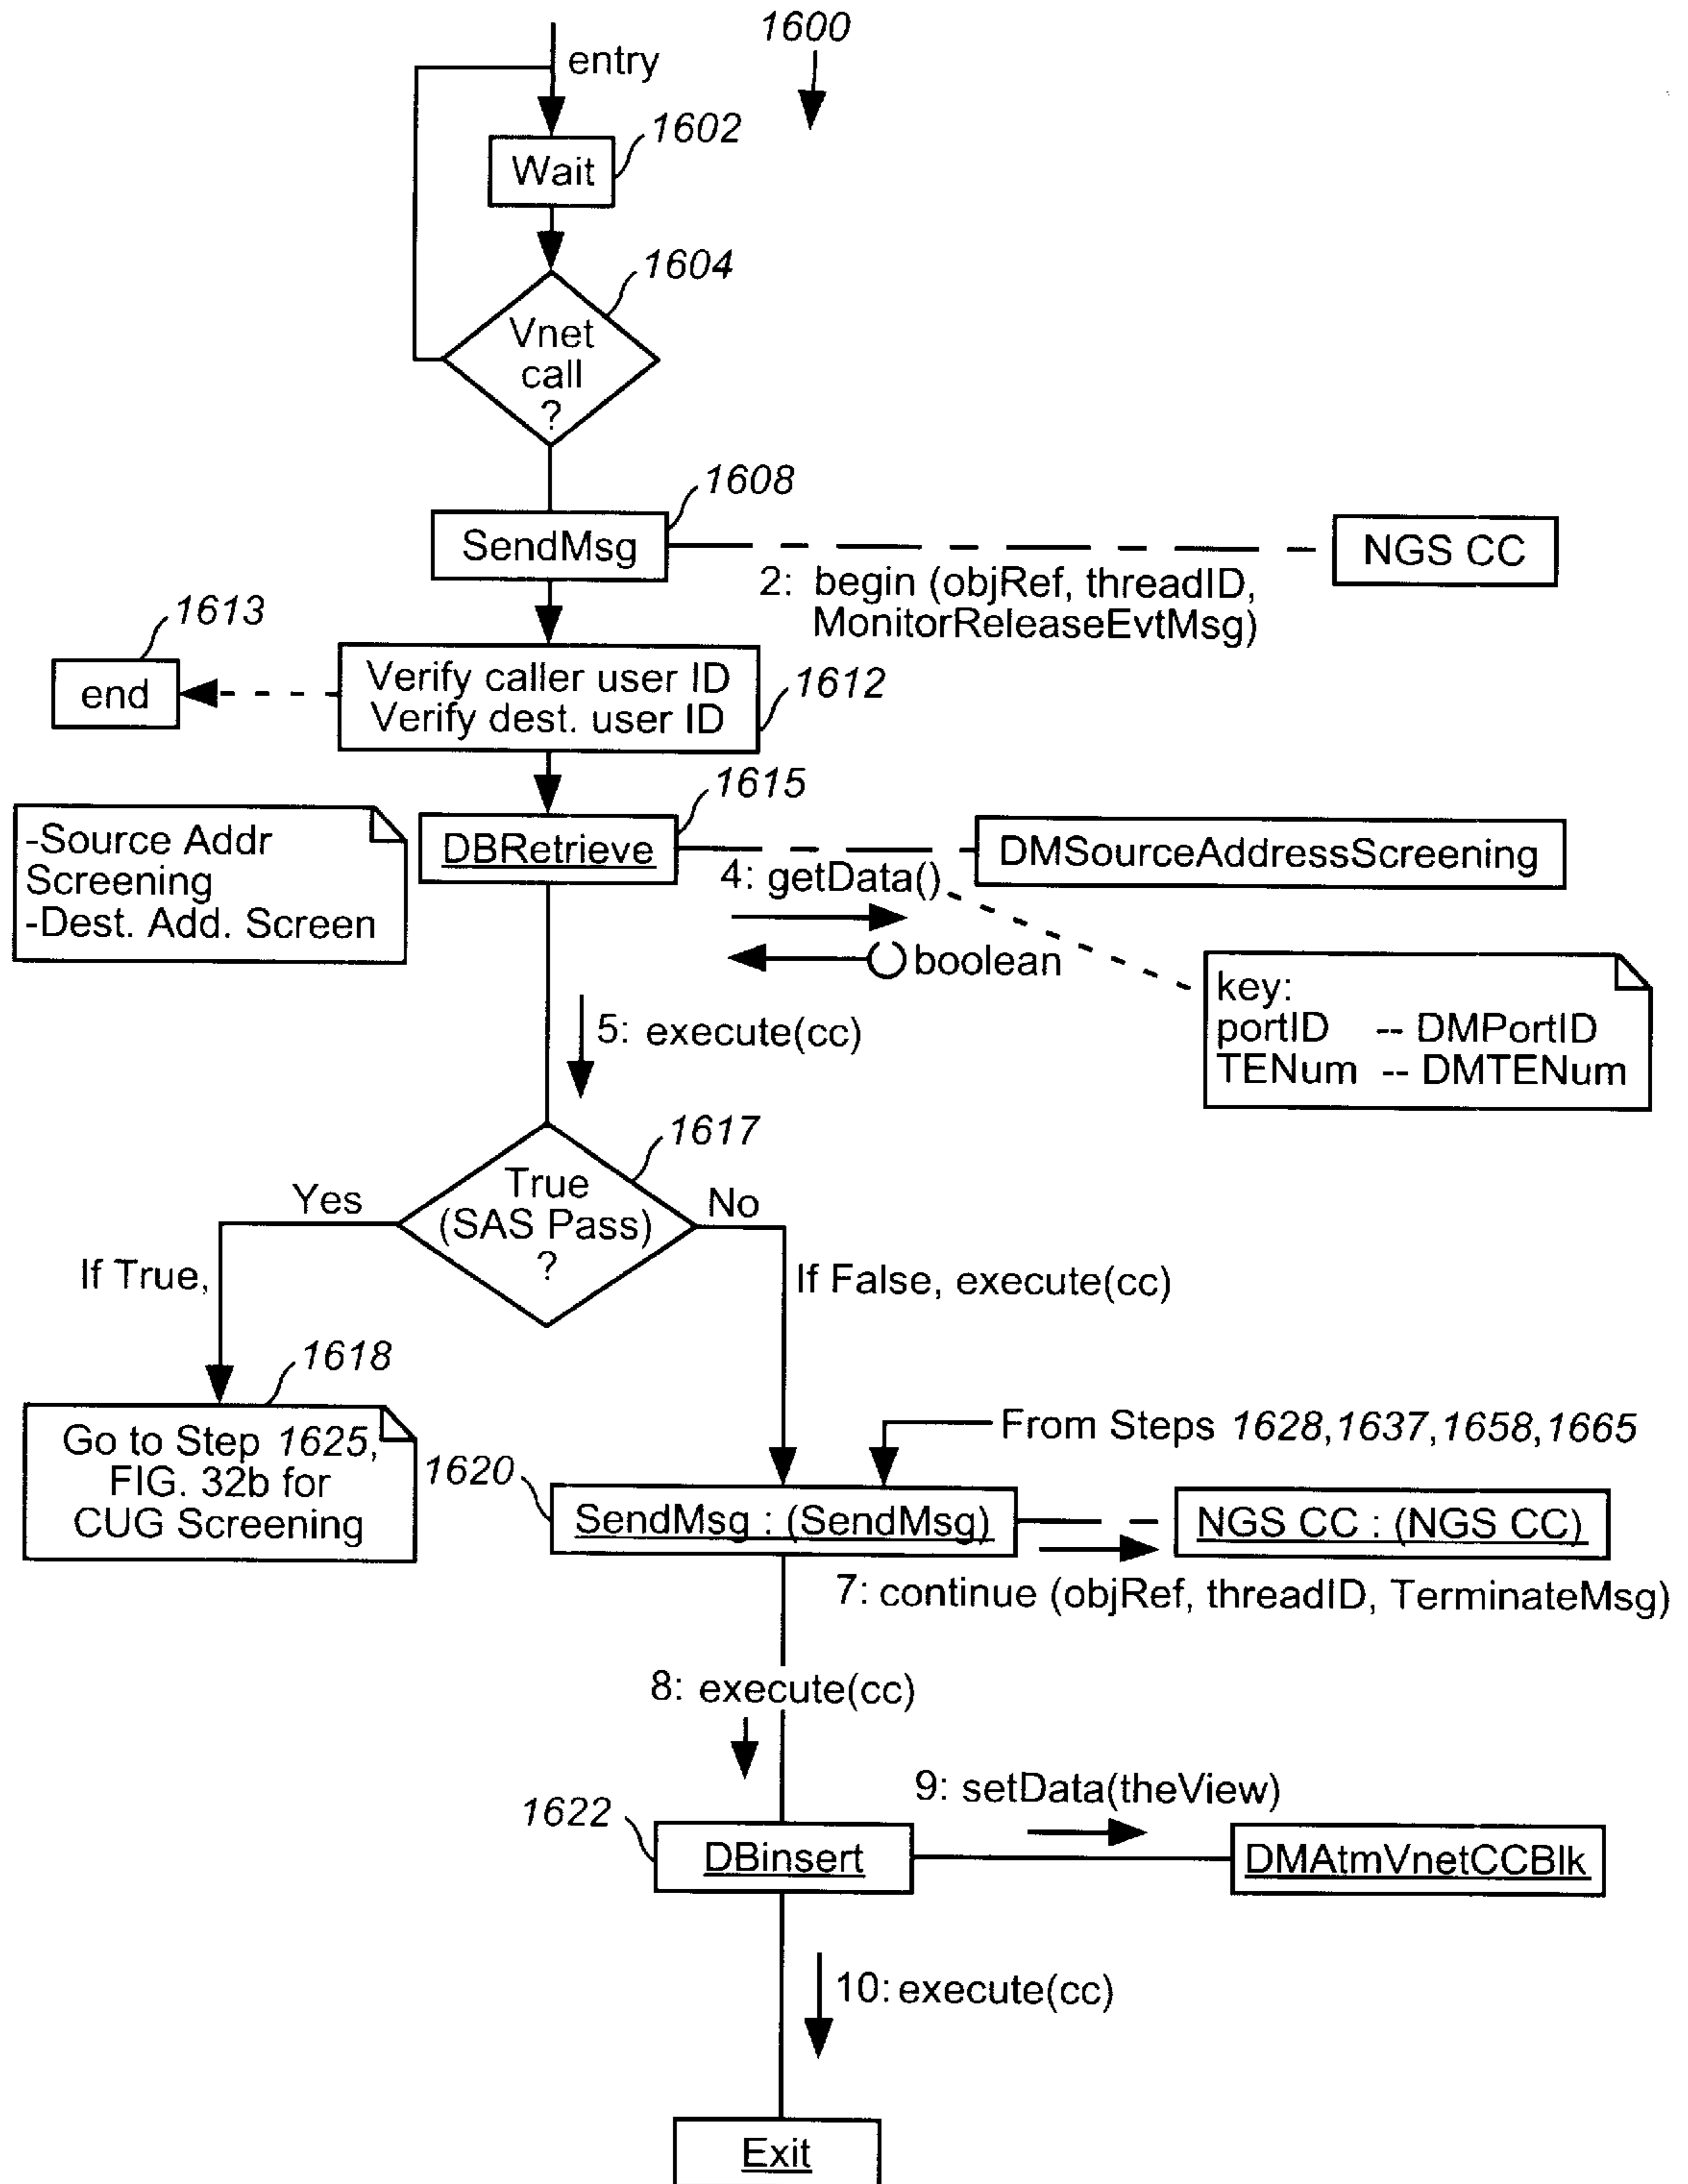 1600
entry
1602
Wait
1604
Vnet
call
?
1608
SendMsg
NGS CC
2: begin (objRef, threadID,
MonitorReleaseEvtMsg)
1613
end
Verify caller user ID
Verify dest. user ID
1612
1615
-Source Addr
Screening
-Dest. Add. Screen
DBRetrieve
DMSourceAddressScreening
4: getData()
boolean
key:
portID -- DMPortID
TENum -- DMTENum
5: execute(cc)
1617
True
(SAS Pass)
?
Yes
No
If True,
If False, execute(cc)
1618
Go to Step 1625,
FIG. 32b for
CUG Screening
From Steps 1628,1637,1658,1665
1620
SendMsg : (SendMsg)
NGS CC : (NGS CC)
7: continue (objRef, threadID, TerminateMsg)
8: execute(cc)
9: setData(theView)
1622
DBinsert
DMAtmVnetCCBlk
10: execute(cc)
Exit